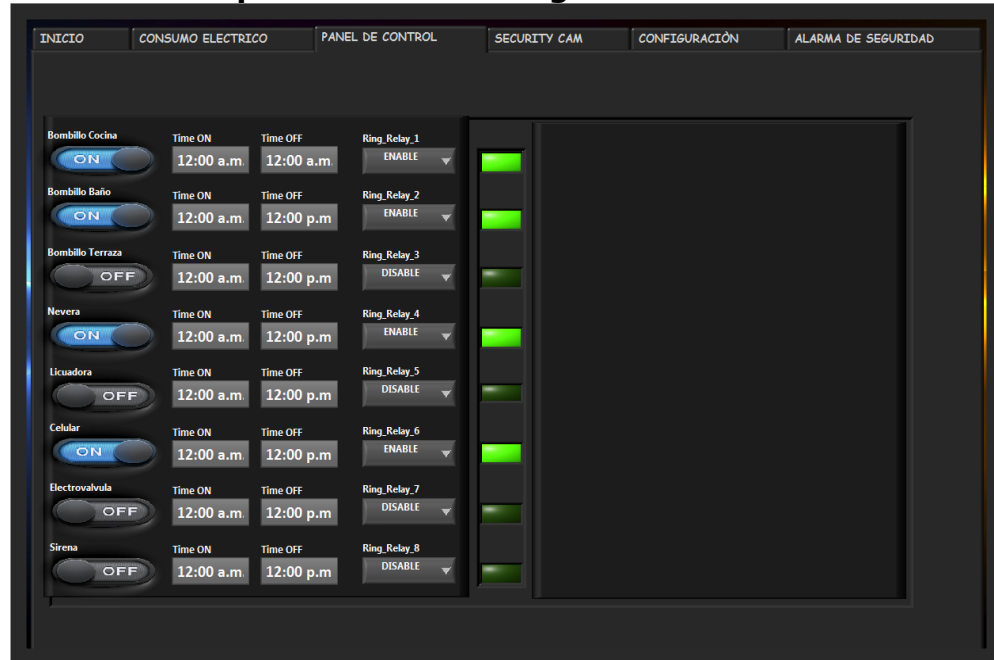 INICIO CONSUMO ELECTRICO PANEL DE CONTROL SECURITY CAM CONFIGURACIÒN ALARMA DE SEGURIDAD
Bombillo Cocina Time ON Time OFF Ring_Relay_1
ON 12:00 a.m. 12:00 a.m. ENABLE
Bombillo Baño Time ON Time OFF Ring_Relay_2
ON 12:00 a.m. 12:00 p.m ENABLE
Bombillo Terraza Time ON Time OFF Ring_Relay_3
OFF 12:00 a.m. 12:00 p.m DISABLE
Nevera Time ON Time OFF Ring_Relay_4
ON 12:00 a.m. 12:00 p.m ENABLE
Licuadora Time ON Time OFF Ring_Relay_5
OFF 12:00 a.m. 12:00 p.m DISABLE
Celular Time ON Time OFF Ring_Relay_6
ON 12:00 a.m. 12:00 p.m ENABLE
Electrovalvula Time ON Time OFF Ring_Relay_7
OFF 12:00 a.m. 12:00 p.m DISABLE
Sirena Time ON Time OFF Ring_Relay_8
OFF 12:00 a.m. 12:00 p.m DISABLE